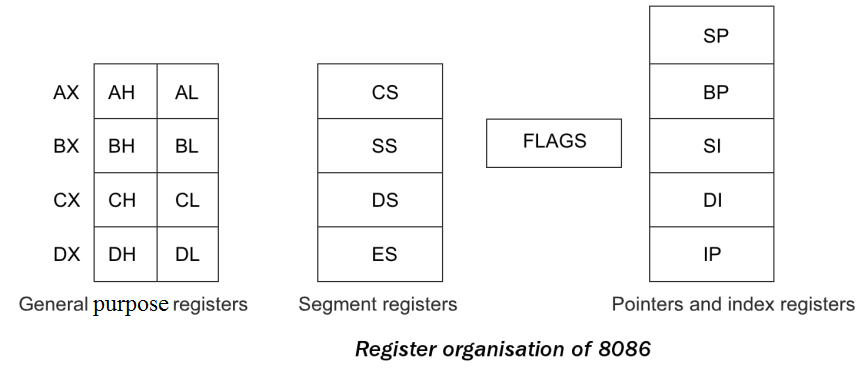 SP
AX AH AL CS BP
BX BH BL SS FLAGS SI
CX CH CL DS DI
DX DH DL ES IP
General purpose registers Segment registers Pointers and index registers
Register organisation of 8086